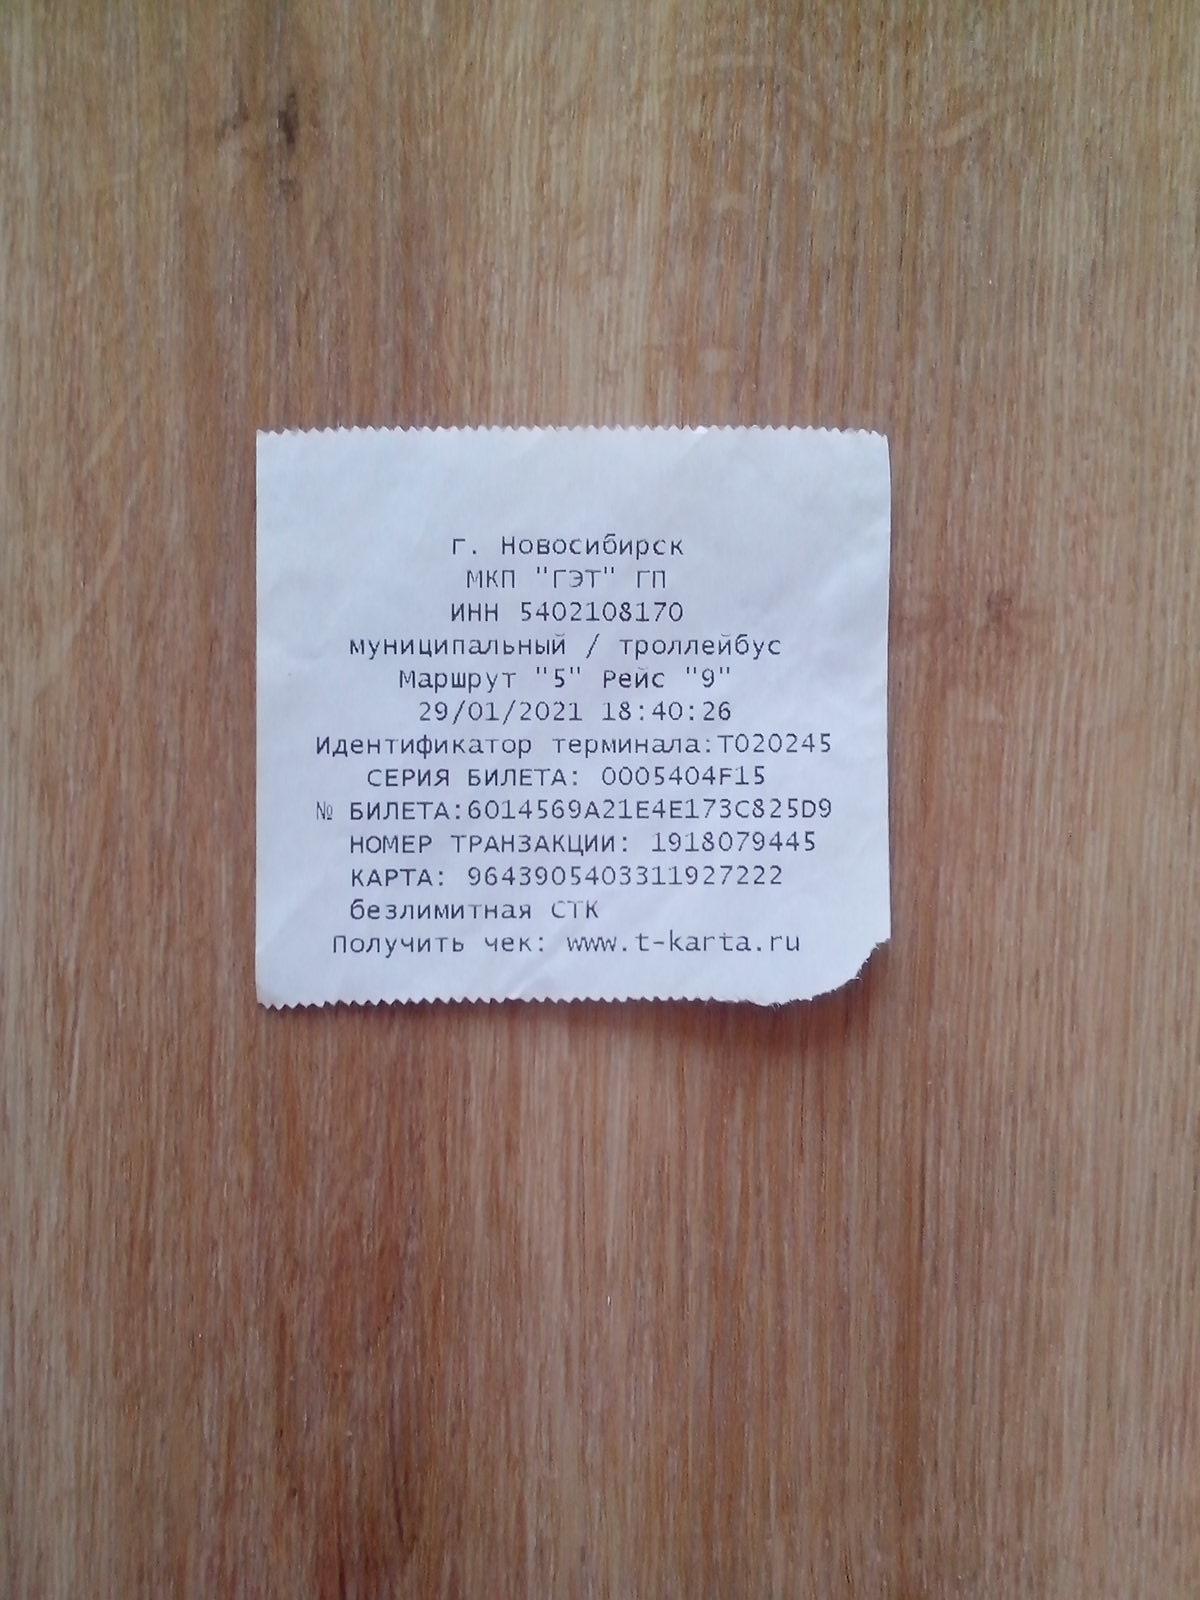 г. Новосибирск
МКП "ГЭТ" ГП
ИНН 5402108170
муниципальный / троллейбус
Маршрут "5" Рейс "9"
29/01/2021 18:40:26
Идентификатор терминала:Т020245
СЕРИЯ БИЛЕТА: 0005404F15
№ БИЛЕТА:6014569A21E4E173C825D9
НОМЕР ТРАНЗАКЦИИ: 1918079445
КАРТА: 9643905403311927222
безлимитная СТК
Получить чек: www.t-karta.ru